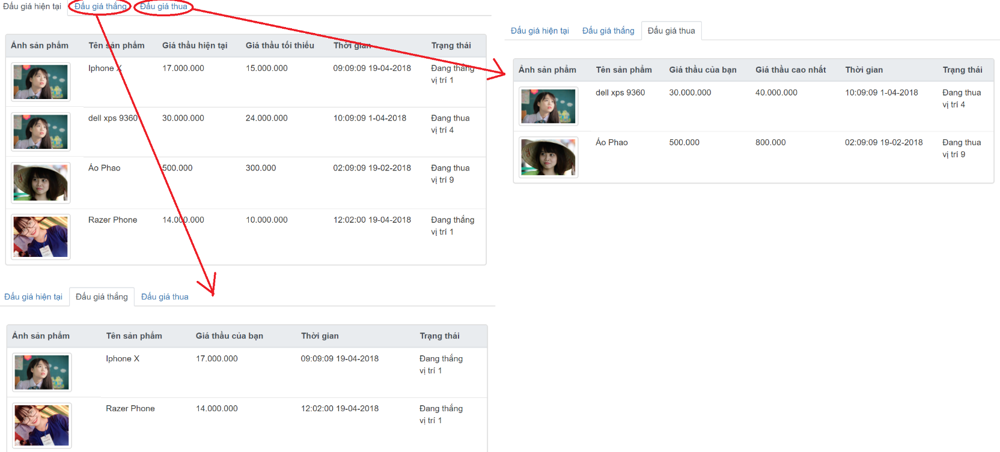 Đấu giá hiện tại Đấu giá thắng Đấu giá thua
Ảnh sản phẩm Tên sản phẩm Giá thầu hiện tại Giá thầu tối thiểu Thời gian Trạng thái
Iphone X 17.000.000 15.000.000 09:09:09 19-04-2018 Đang thắng
vị trí 1
dell xps 9360 30.000.000 24.000.000 10:09:09 1-04-2018 Đang thua
vị trí 4
Áo Phao 500.000 300.000 02:09:09 19-02-2018 Đang thua
vị trí 9
Razer Phone 14.000.000 10.000.000 12:02:00 19-04-2018 Đang thắng
vị trí 1
Đấu giá hiện tại Đấu giá thắng Đấu giá thua
Ảnh sản phẩm Tên sản phẩm Giá thầu của bạn Giá thầu cao nhất Thời gian Trạng thái
dell xps 9360 30.000.000 40.000.000 10:09:09 1-04-2018 Đang thua
vị trí 4
Áo Phao 500.000 800.000 02:09:09 19-02-2018 Đang thua
vị trí 9
Đấu giá hiện tại Đấu giá thắng Đấu giá thua
Ảnh sản phẩm Tên sản phẩm Giá thầu của bạn Thời gian Trạng thái
Iphone X 17.000.000 09:09:09 19-04-2018 Đang thắng
vị trí 1
Razer Phone 14.000.000 12:02:00 19-04-2018 Đang thắng
vị trí 1